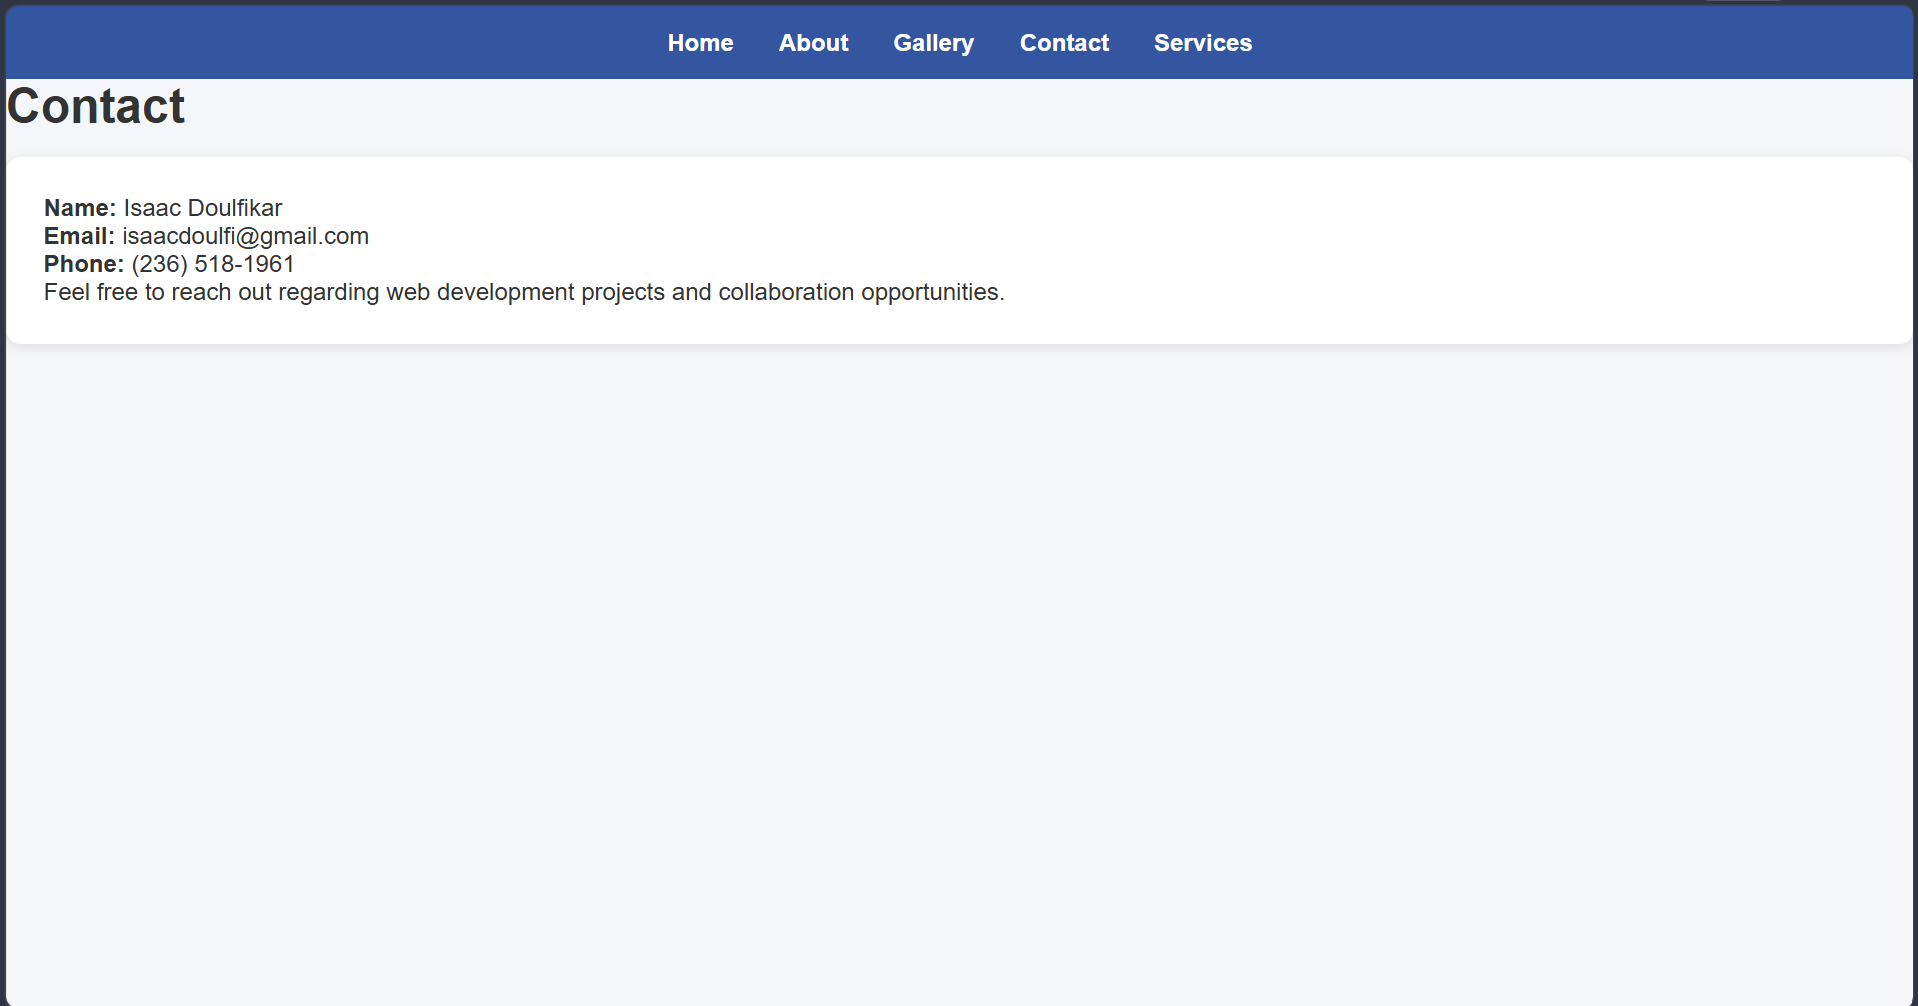 Home About Gallery Contact Services
Contact
Name: Isaac Doulfikar
Email: isaacdoulfi@gmail.com
Phone: (236) 518-1961
Feel free to reach out regarding web development projects and collaboration opportunities.